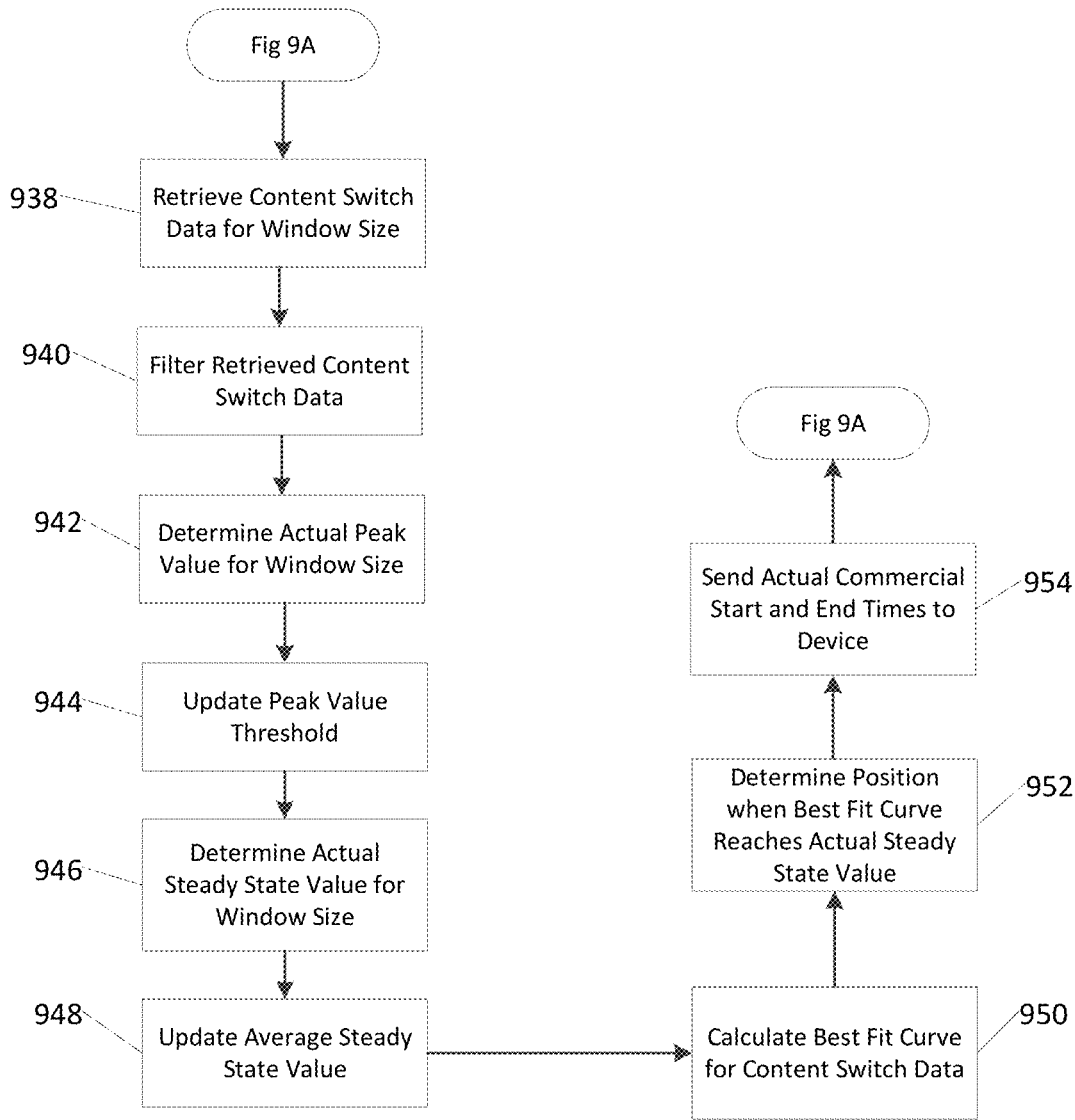 Fig 9A
938
Retrieve Content Switch
Data for Window Size
940
Filter Retrieved Content
Switch Data
942
Determine Actual Peak
Value for Window Size
944
Update Peak Value
Threshold
946
Determine Actual
Steady State Value for
Window Size
948
Update Average Steady
State Value
Calculate Best Fit Curve
for Content Switch Data
950
Determine Position
when Best Fit Curve
Reaches Actual Steady
State Value
952
Send Actual Commercial
Start and End Times to
Device
954
Fig 9A